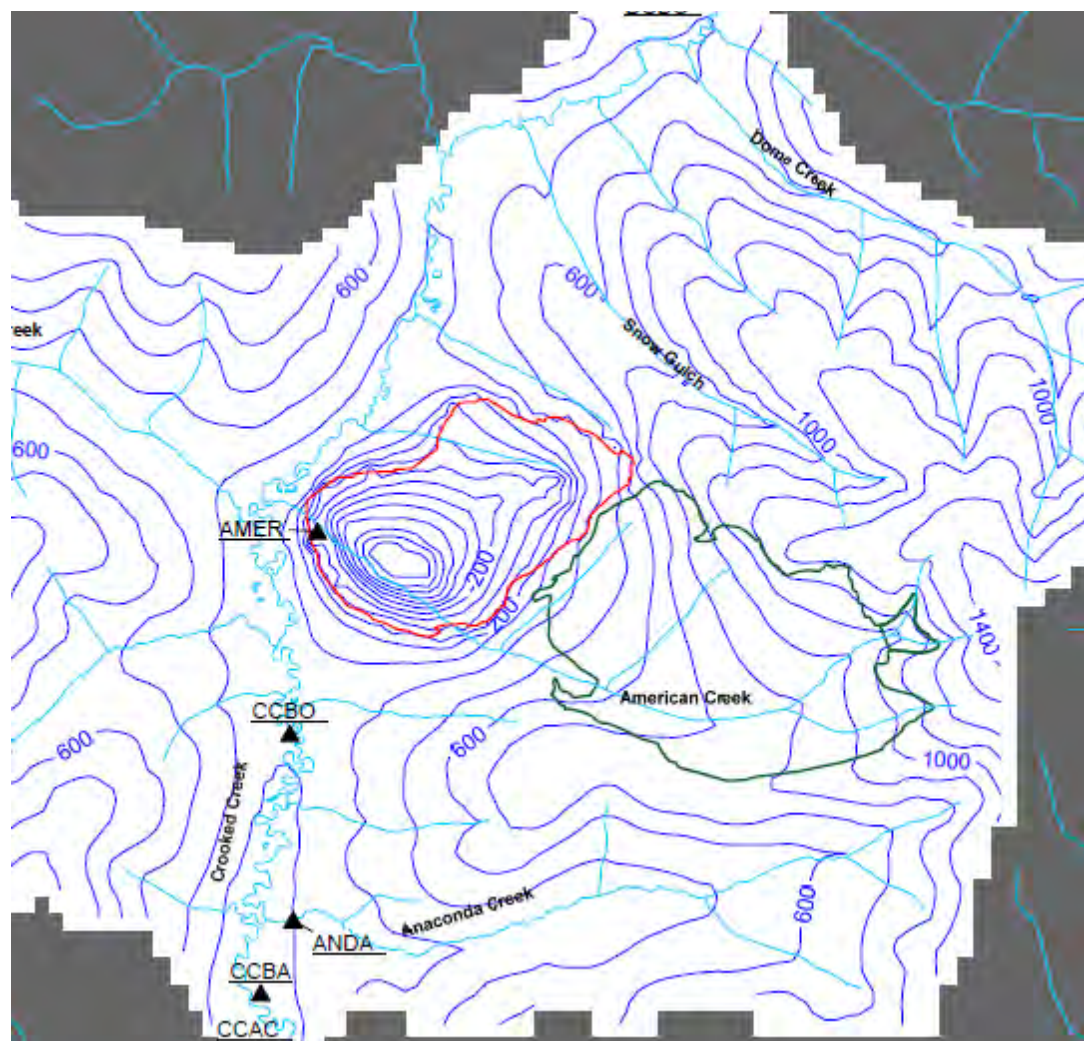 Dome Creek
600
600
Snow Gulch
reek
1000
1000
600
AMER
-200
200
1400
American Creek
CCBO
600
600
1000
Crooked Creek
600
Anaconda Creek
ANDA
CCBA
CCAC